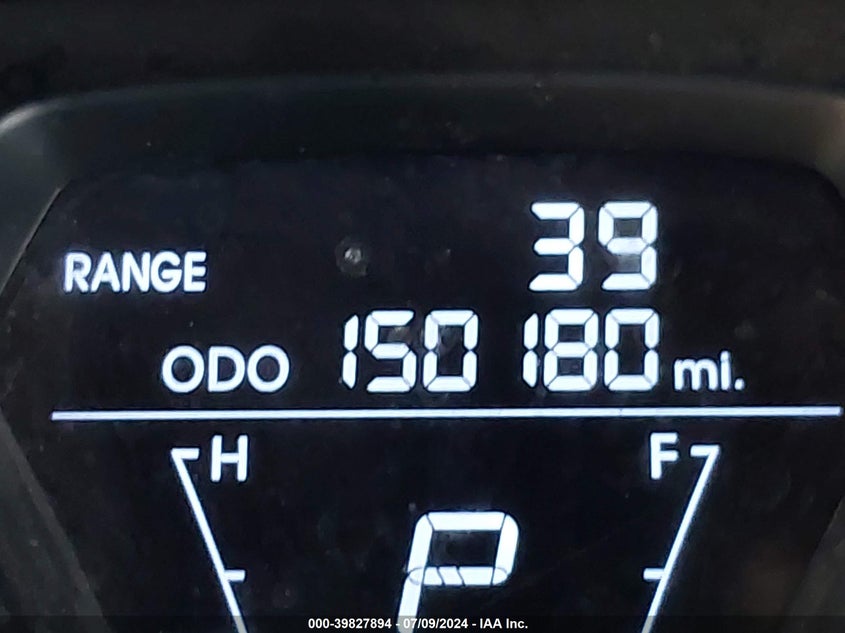 39
RANGE
ODO 150 180 mi.
H F
P
000-39827894 - 07/09/2024 - IAA Inc.